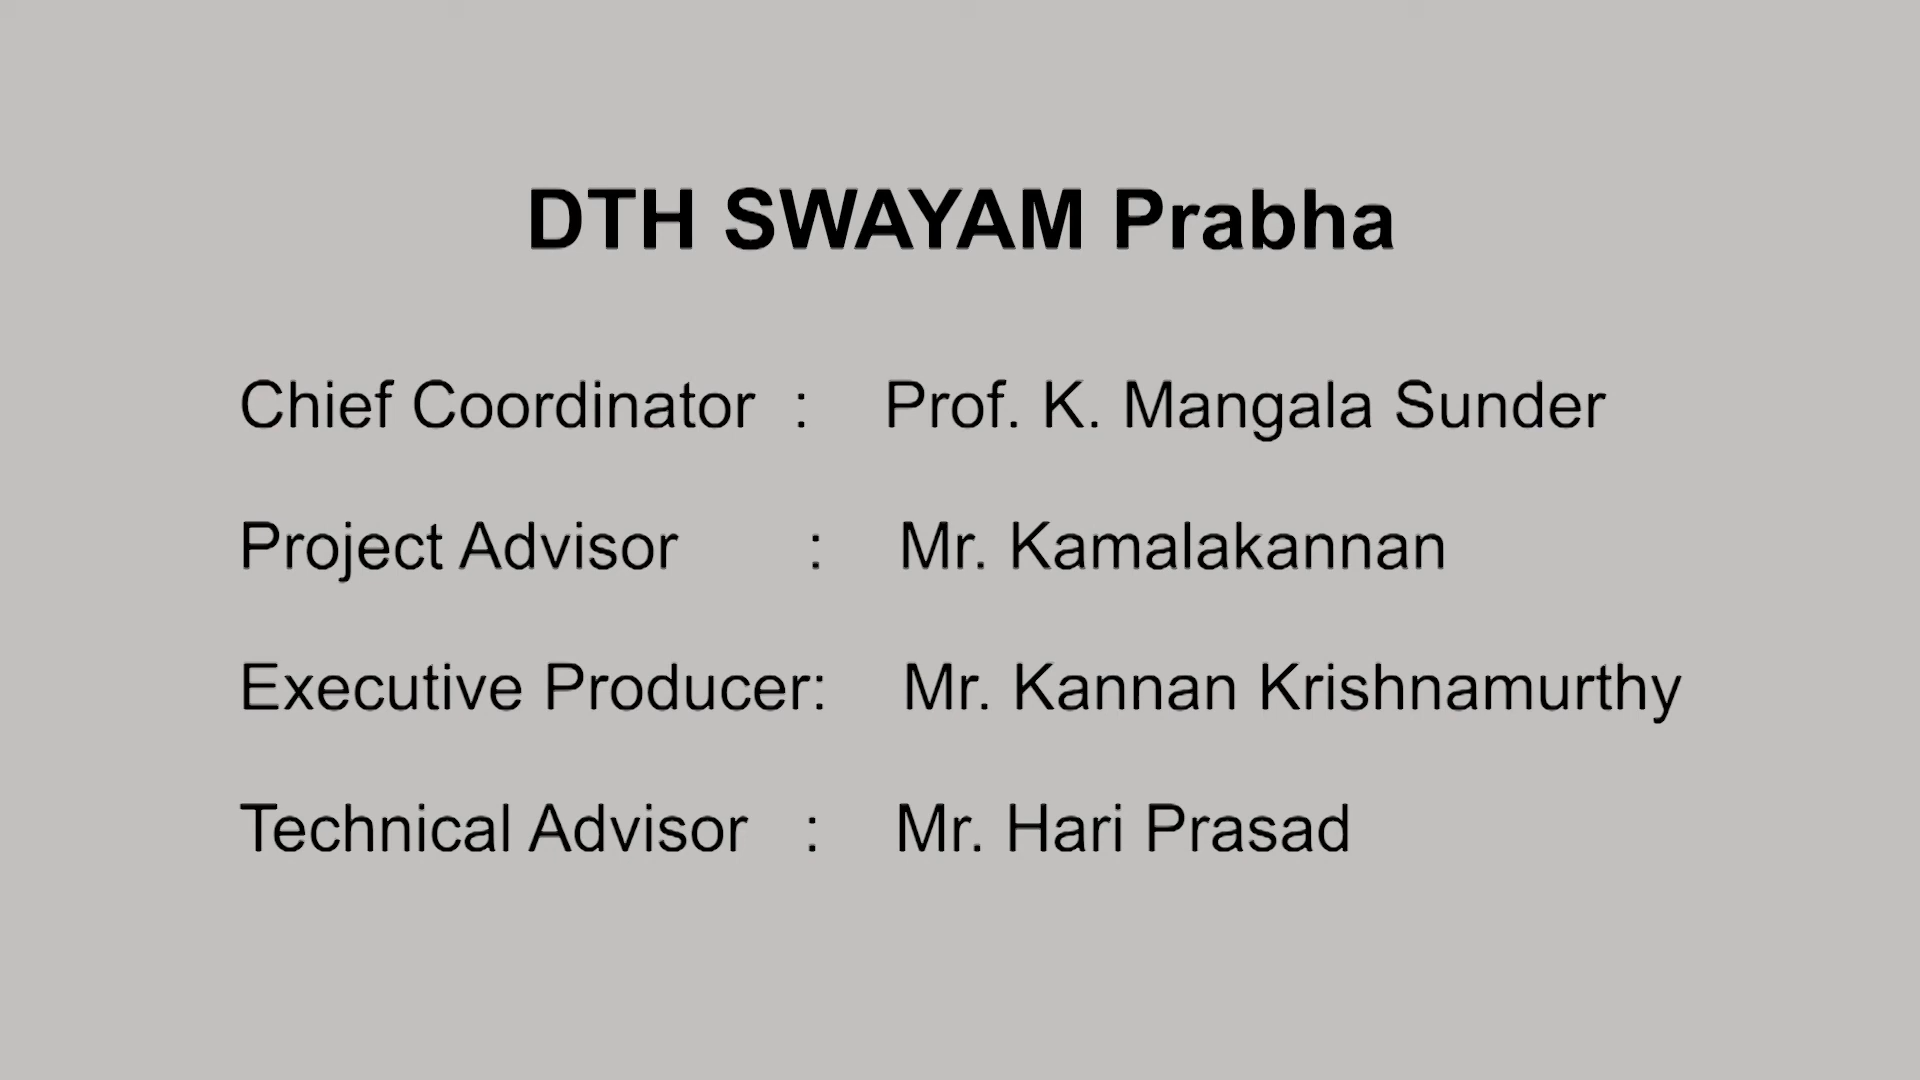 DTH SWAYAM Prabha
Chief Coordinator : Prof. K. Mangala Sunder
Project Advisor : Mr. Kamalakannan
Executive Producer: Mr. Kannan Krishnamurthy
Technical Advisor : Mr. Hari Prasad